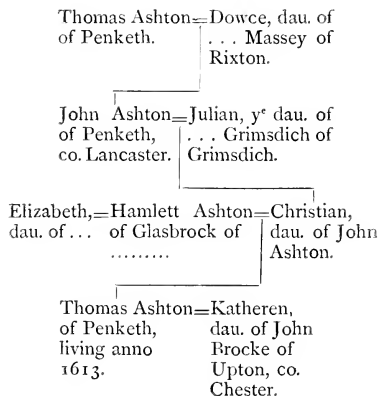 Thomas Ashton=Dowce, dau. of
of Penketh. . . . Massey of
Rixton.
John Ashton=Julian, yᵉ dau. of
of Penketh, . . . Grimsdich of
co. Lancaster. Grimsdich.
Elizabeth,=Hamlett Ashton=Christian,
dau. of . . . of Glasbrock of dau. of John
. . . . . . . . . Ashton.
Thomas Ashton=Katheren,
of Penketh, dau. of John
living anno Brocke of
1613. Upton, co.
Chester.